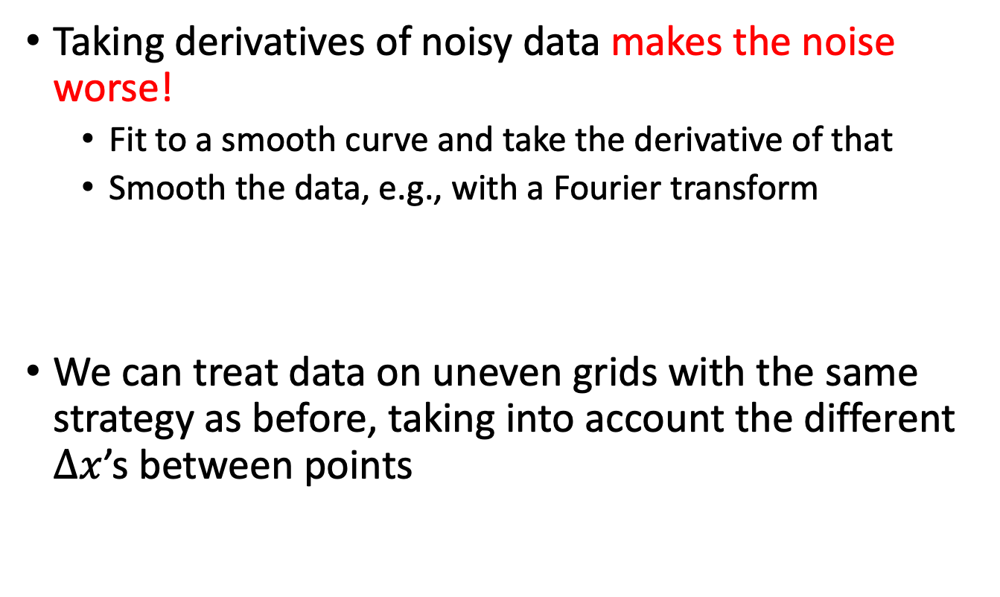 • Taking derivatives of noisy data makes the noise
worse!
• Fit to a smooth curve and take the derivative of that
• Smooth the data, e.g., with a Fourier transform
• We can treat data on uneven grids with the same
strategy as before, taking into account the different
Δ𝑥’s between points